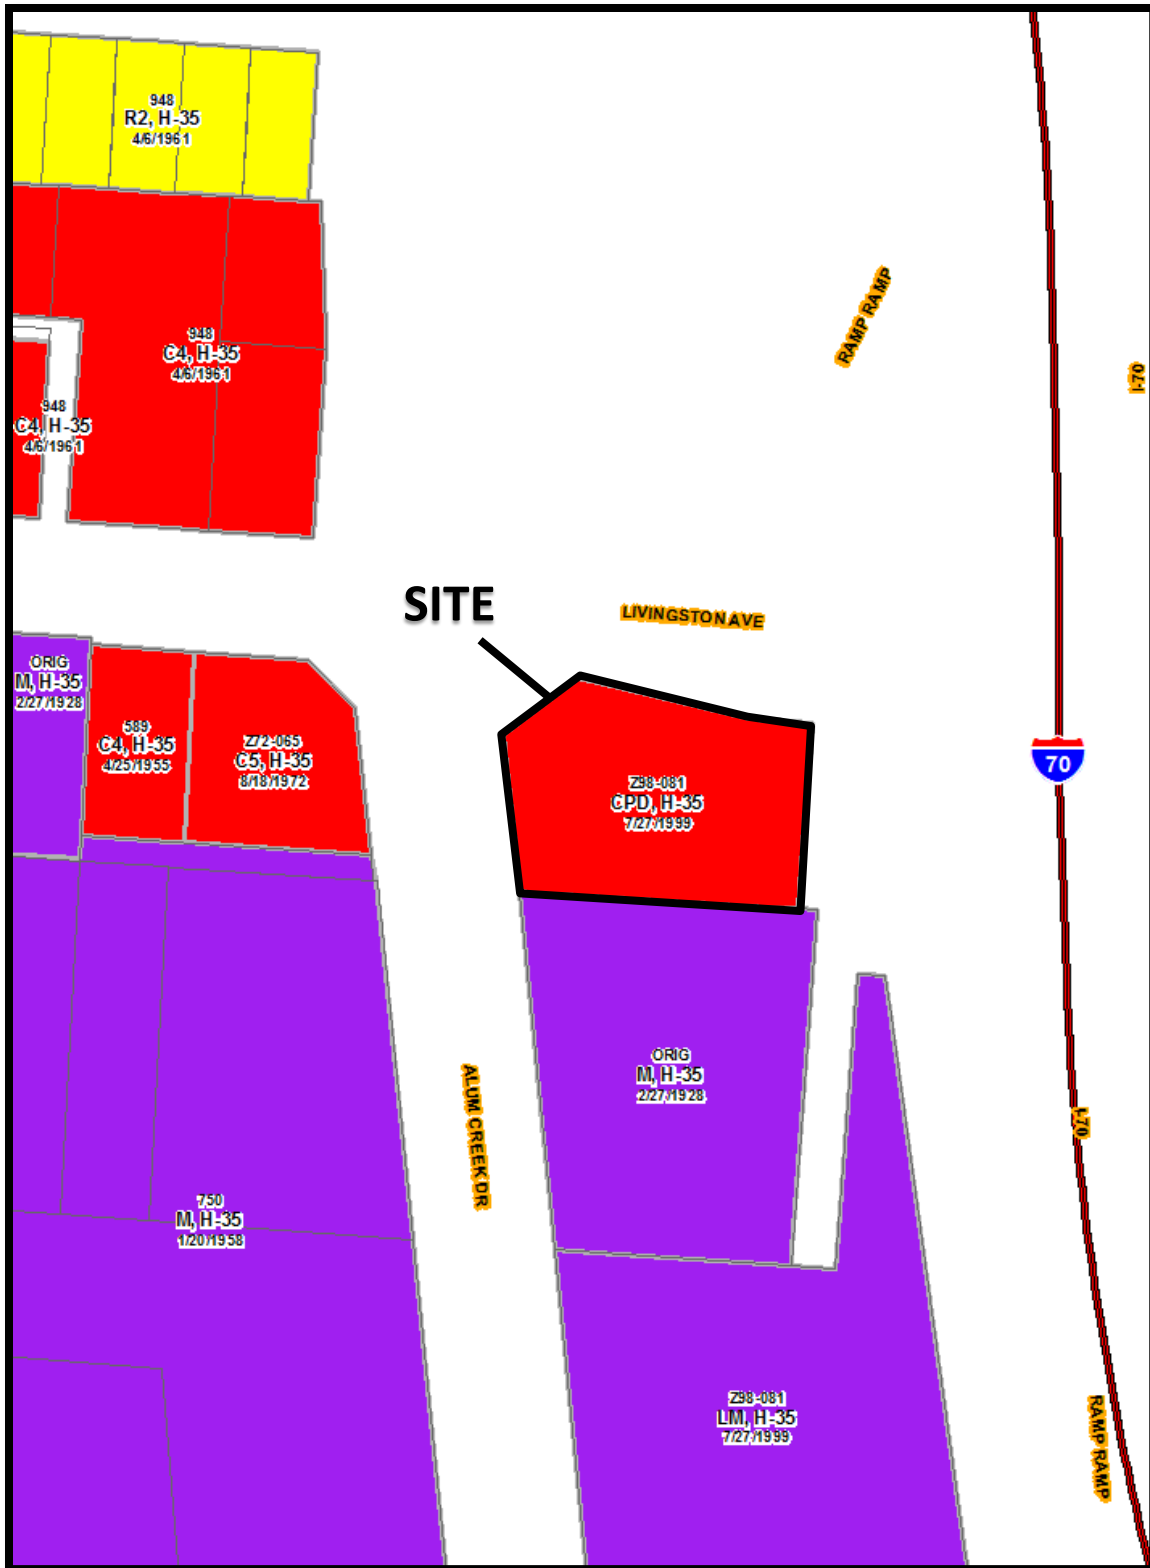 948
R2, H-35
4/6/1961
948
C4, H-35
4/6/1961
948
C4, H-35
4/6/1961
RAMP RAMP
I-70
SITE
LIVINGSTON AVE
ORIG
M, H-35
2/27/1928
589
C4, H-35
4/25/1955
Z72-065
C5, H-35
8/18/1972
Z98-081
CPD, H-35
7/27/1999
70
ORIG
M, H-35
2/27/1928
ALUM CREEK DR
I-70
750
M, H-35
1/20/1958
Z98-081
LM, H-35
7/27/1999
RAMP RAMP